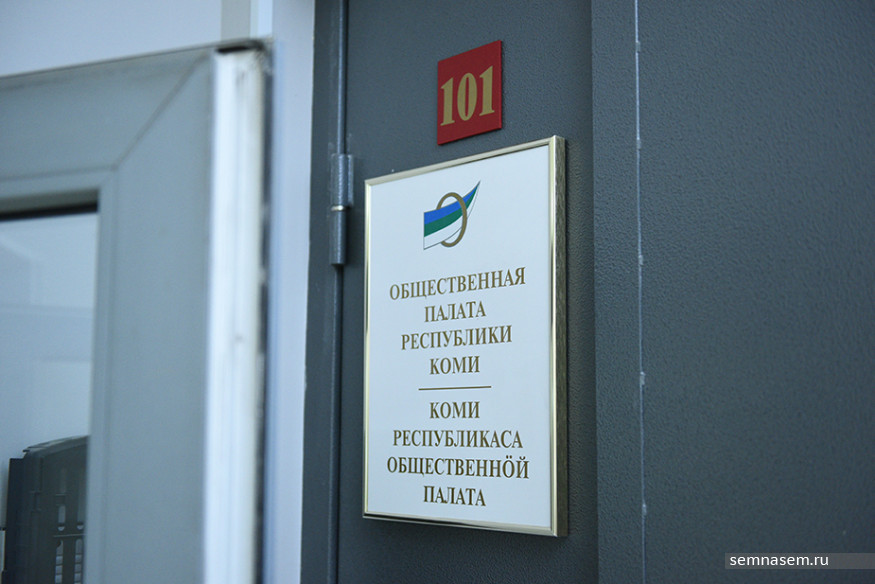 101
ОБЩЕСТВЕННАЯ
ПАЛАТА
РЕСПУБЛИКИ
КОМИ
КОМИ
РЕСПУБЛИКАСА
ОБЩЕСТВЕННӦЙ
ПАЛАТА
semnasem.ru